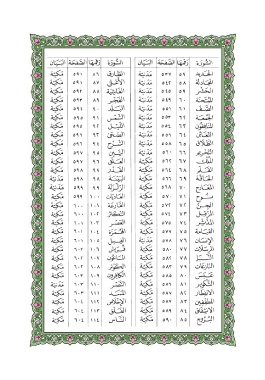 السورة رقمها الصفحة البيان السورة رقمها الصفحة البيان
الحديد ٥٧ ٥٣٧ مدنية الطارق ٨٦ ٥٩١ مكية
المجادلة ٥٨ ٥٤٢ مدنية الأعلى ٨٧ ٥٩١ مكية
الحشر ٥٩ ٥٤٥ مدنية الغاشية ٨٨ ٥٩٢ مكية
الممتحنة ٦٠ ٥٤٩ مدنية الفجر ٨٩ ٥٩٣ مكية
الصف ٦١ ٥٥١ مدنية البلد ٩٠ ٥٩٤ مكية
الجمعة ٦٢ ٥٥٣ مدنية الشمس ٩١ ٥٩٥ مكية
المنافقون ٦٣ ٥٥٤ مدنية الليل ٩٢ ٥٩٥ مكية
التغابن ٦٤ ٥٥٦ مدنية الضحى ٩٣ ٥٩٦ مكية
الطلاق ٦٥ ٥٥٨ مدنية الشرح ٩٤ ٥٩٦ مكية
التحريم ٦٦ ٥٦٠ مدنية التين ٩٥ ٥٩٧ مكية
الملك ٦٧ ٥٦٢ مكية العلق ٩٦ ٥٩٧ مكية
القلم ٦٨ ٥٦٤ مكية القدر ٩٧ ٥٩٨ مكية
الحاقة ٦٩ ٥٦٦ مكية البينة ٩٨ ٥٩٨ مدنية
المعارج ٧٠ ٥٦٨ مكية الزلزلة ٩٩ ٥٩٩ مدنية
نوح ٧١ ٥٧٠ مكية العاديات ١٠٠ ٥٩٩ مكية
الجن ٧٢ ٥٧٢ مكية القارعة ١٠١ ٦٠٠ مكية
المزمل ٧٣ ٥٧٤ مكية التكاثر ١٠٢ ٦٠٠ مكية
المدثر ٧٤ ٥٧٥ مكية العصر ١٠٣ ٦٠١ مكية
القيامة ٧٥ ٥٧٧ مكية الهمزة ١٠٤ ٦٠١ مكية
الإنسان ٧٦ ٥٧٨ مدنية الفيل ١٠٥ ٦٠١ مكية
المرسلات ٧٧ ٥٨٠ مكية قريش ١٠٦ ٦٠٢ مكية
النبأ ٧٨ ٥٨٢ مكية الماعون ١٠٧ ٦٠٢ مكية
النازعات ٧٩ ٥٨٣ مكية الكوثر ١٠٨ ٦٠٢ مكية
عبس ٨٠ ٥٨٥ مكية الكافرون ١٠٩ ٦٠٣ مكية
التكوير ٨١ ٥٨٦ مكية النصر ١١٠ ٦٠٣ مدنية
الانفطار ٨٢ ٥٨٧ مكية المسد ١١١ ٦٠٣ مكية
المطففين ٨٣ ٥٨٧ مكية الإخلاص ١١٢ ٦٠٤ مكية
الانشقاق ٨٤ ٥٨٩ مكية الفلق ١١٣ ٦٠٤ مكية
البروج ٨٥ ٥٩٠ مكية الناس ١١٤ ٦٠٤ مكية